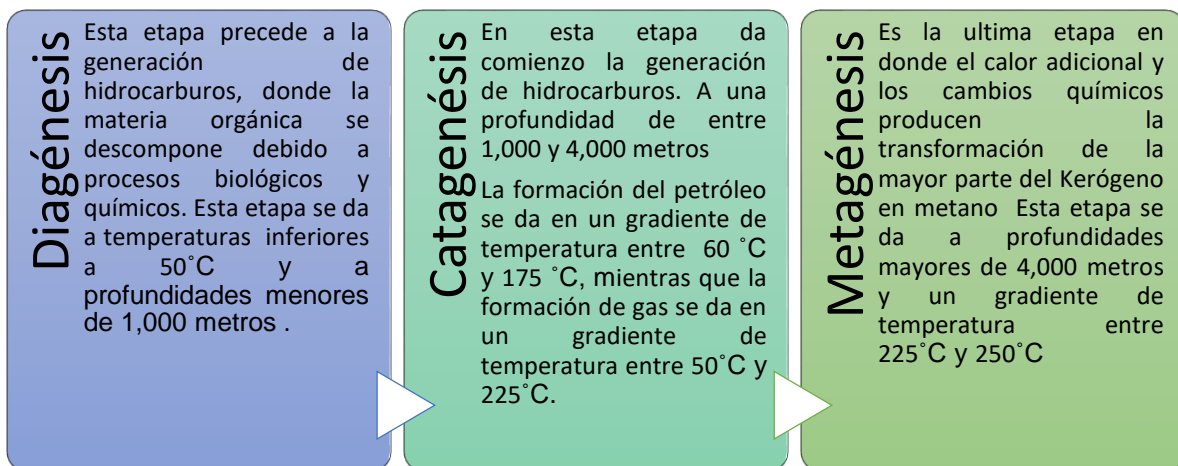 Diagénesis
Esta etapa precede a la
generación de
hidrocarburos, donde la
materia orgánica se
descompone debido a
procesos biológicos y
químicos. Esta etapa se da
a temperaturas inferiores
a 50˚C y a
profundidades menores
de 1,000 metros .
Catagenésis
En esta etapa da
comienzo la generación
de hidrocarburos. A una
profundidad de entre
1,000 y 4,000 metros
La formación del petróleo
se da en un gradiente de
temperatura entre 60 ˚C
y 175 ˚C, mientras que la
formación de gas se da en
un gradiente de
temperatura entre 50˚C y
225˚C.
Metagénesis
Es la ultima etapa en
donde el calor adicional y
los cambios químicos
producen la
transformación de la
mayor parte del Kerógeno
en metano Esta etapa se
da a profundidades
mayores de 4,000 metros
y un gradiente de
temperatura entre
225˚C y 250˚C